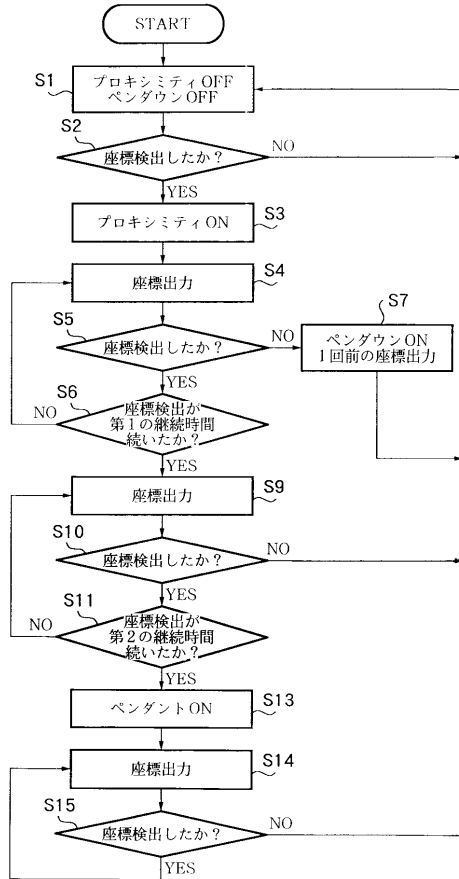 START
S1
プロキシミティOFF
ペンダウンOFF
S2
座標検出したか？
NO
YES
プロキシミティON
S3
座標出力
S4
S5
座標検出したか？
NO
S7
ペンダウンON
1回前の座標出力
YES
S6
NO
座標検出が
第1の継続時間
続いたか？
YES
座標出力
S9
S10
座標検出したか？
NO
YES
S11
NO
座標検出が
第2の継続時間
続いたか？
YES
ペンダントON
S13
座標出力
S14
S15
座標検出したか？
NO
YES